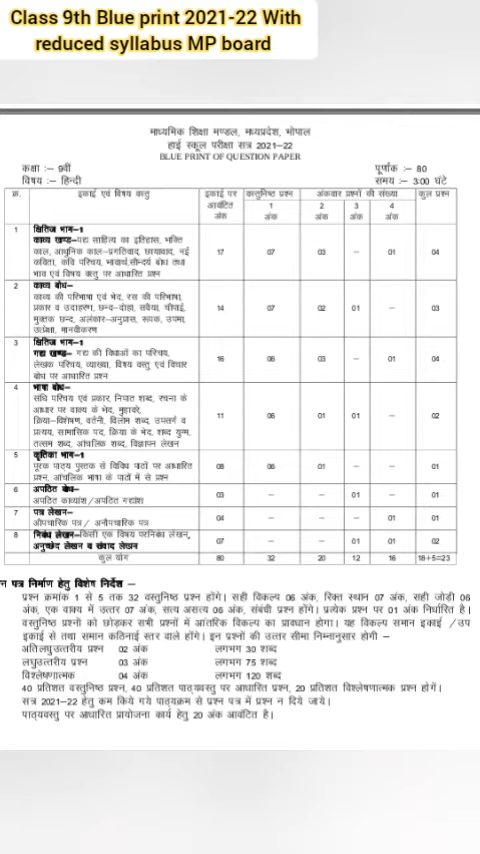 Class 9th Blue print 2021-22 With
reduced syllabus MP board
माध्यमिक शिक्षा मण्डल, मध्यप्रदेश, भोपाल
हाई स्कूल परीक्षा सत्र 2021-22
BLUE PRINT OF QUESTION PAPER
कक्षा :- 9वीं पूर्णांक :- 80
विषय :- हिन्दी समय :- 3:00 घंटे
क्र. इकाई एवं विषय वस्तु इकाई पर वस्तुनिष्ठ प्रश्न अंकवार प्रश्नों की संख्या कुल प्रश्न
आवंटित 1 2 3 4
अंक अंक अंक अंक अंक
1 क्षितिज भाग-1
काव्य खण्ड-पद्य साहित्य का इतिहास, भक्ति
काल, आधुनिक काल-प्रगतिवाद, छायावाद, नई 17 07 03 - 01 04
कविता, कवि परिचय, भावार्थ,सौन्दर्य बोध तथा
भाव एवं विषय वस्तु पर आधारित प्रश्न
2 काव्य बोध-
काव्य की परिभाषा एवं भेद, रस की परिभाषा,
प्रकार व उदाहरण, छन्द-दोहा, सवैया, चौपाई, 14 07 02 01 - 03
मुक्तक छन्द, अलंकार-अनुप्रास, रूपक, उपमा,
उत्प्रेक्षा, मानवीकरण
3 क्षितिज भाग-1
गद्य खण्ड- गद्य की विधाओं का परिचय, 16 06 03 - 01 04
लेखक परिचय, व्याख्या, विषय वस्तु एवं विचार
बोध पर आधारित प्रश्न
4 भाषा बोध-
संधि परिचय एवं प्रकार, निपात शब्द, रचना के
आधार पर वाक्य के भेद, मुहावरे, 11 06 01 01 - 02
क्रिया-विशेषण, वर्तनी, विलोम शब्द, उपसर्ग व
प्रत्यय, सामासिक पद, क्रिया के भेद, शब्द युग्म,
तत्सम शब्द, आंचलिक शब्द, विज्ञापन लेखन
5 कृतिका भाग-1
पूरक पाठ्य पुस्तक से विविध पाठों पर आधारित 08 06 01 - - 01
प्रश्न, आंचलिक भाषा के पाठों में से प्रश्न
6 अपठित बोध-
अपठित काव्यांश/अपठित गद्यांश 03 - - 01 - 01
7 पत्र लेखन-
औपचारिक पत्र/ अनौपचारिक पत्र 04 - - - 01 01
8 निबंध लेखन-किसी एक विषय पर निबंध लेखन, 07 - - 01 01 02
अनुच्छेद लेखन व संवाद लेखन
कुल योग 80 32 20 12 16 18+5=23
न पत्र निर्माण हेतु विशेष निर्देश -
प्रश्न क्रमांक 1 से 5 तक 32 वस्तुनिष्ठ प्रश्न होंगे। सही विकल्प 06 अंक, रिक्त स्थान 07 अंक, सही जोड़ी 06
अंक, एक वाक्य में उत्तर 07 अंक, सत्य असत्य 06 अंक, संबंधी प्रश्न होंगे। प्रत्येक प्रश्न पर 01 अंक निर्धारित है।
वस्तुनिष्ठ प्रश्नों को छोड़कर सभी प्रश्नों में आंतरिक विकल्प का प्रावधान होगा। यह विकल्प समान इकाई /उप
इकाई से तथा समान कठिनाई स्तर वाले होंगे। इन प्रश्नों की उत्तर सीमा निम्नानुसार होगी -
अतिलघुउत्तरीय प्रश्न 02 अंक लगभग 30 शब्द
लघुउत्तरीय प्रश्न 03 अंक लगभग 75 शब्द
विश्लेषणात्मक 04 अंक लगभग 120 शब्द
40 प्रतिशत वस्तुनिष्ठ प्रश्न, 40 प्रतिशत पाठ्यवस्तु पर आधारित प्रश्न, 20 प्रतिशत विश्लेषणात्मक प्रश्न होगें।
सत्र 2021-22 हेतु कम किये गये पाठ्यक्रम से प्रश्न पत्र में प्रश्न न दिये जाये।
पाठ्यवस्तु पर आधारित प्रायोजना कार्य हेतु 20 अंक आवंटित है।